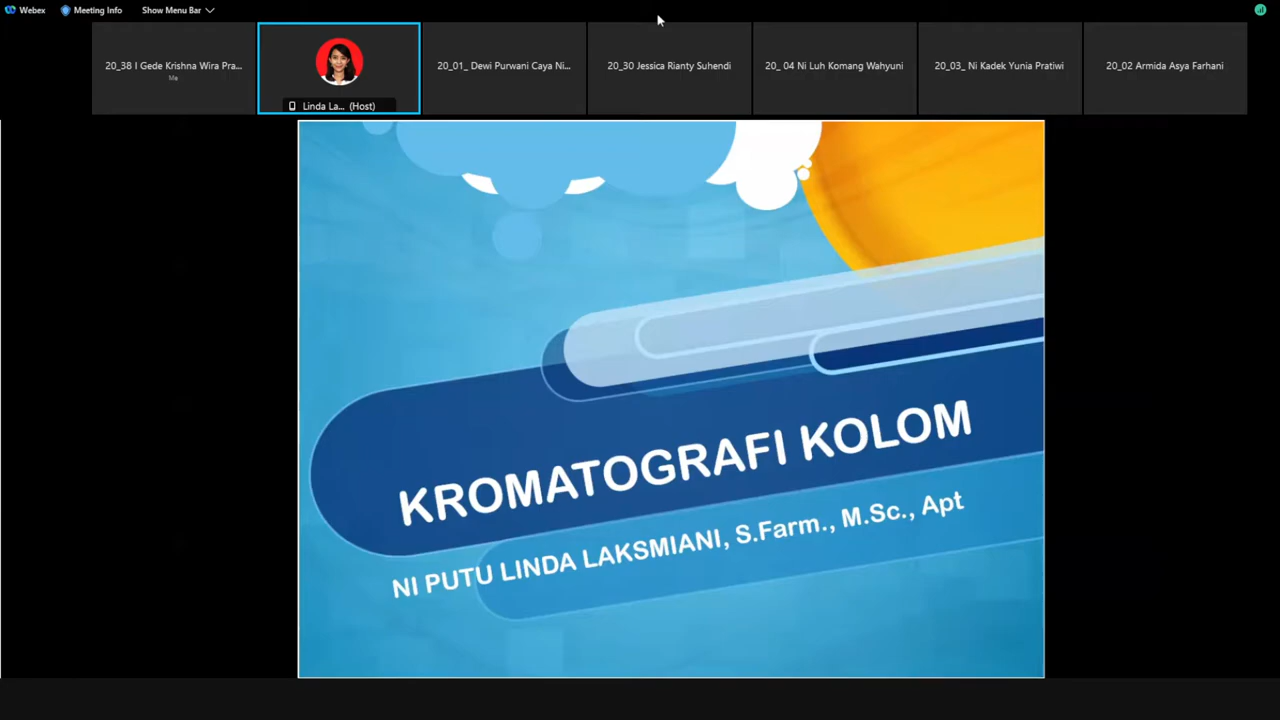 Webex
Meeting Info
Show Menu Bar
20_38 I Gede Krishna Wira Pra...
Me
Linda La... (Host)
20_01_ Dewi Purwani Caya Ni...
20_30 Jessica Rianty Suhendi
20_ 04 Ni Luh Komang Wahyuni
20_03_ Ni Kadek Yunia Pratiwi
20_02 Armida Asya Farhani
KROMATOGRAFI KOLOM
NI PUTU LINDA LAKSMIANI, S.Farm., M.Sc., Apt